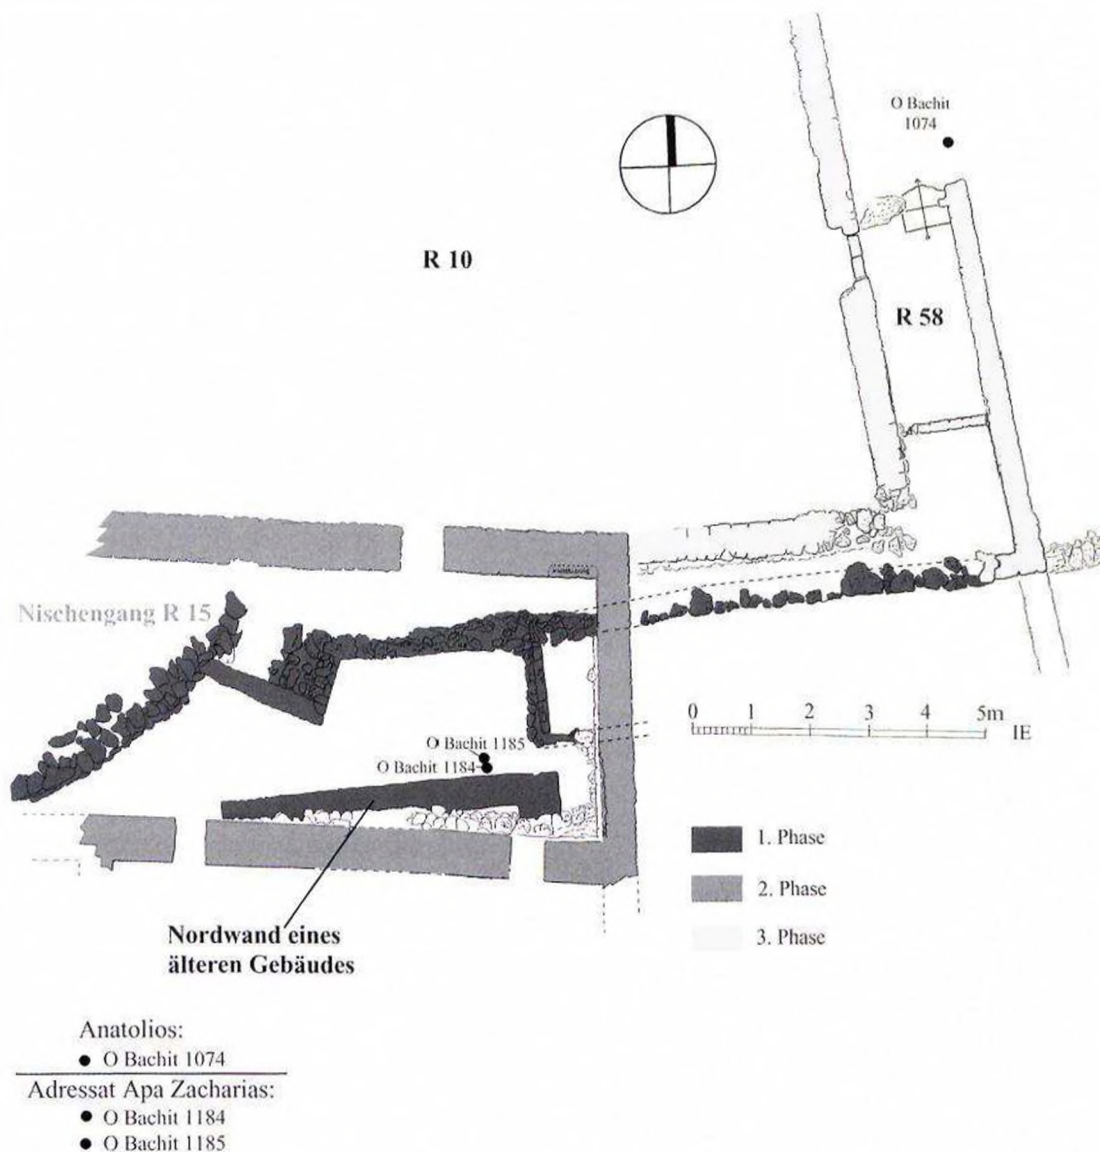 O Bachit
1074
R 10
R 58
Nischengang R 15
0 1 2 3 4 5m
IE
O Bachit 1185
O Bachit 1184
1. Phase
2. Phase
3. Phase
Nordwand eines
älteren Gebäudes
Anatolios:
O Bachit 1074
Adressat Apa Zacharias:
O Bachit 1184
O Bachit 1185